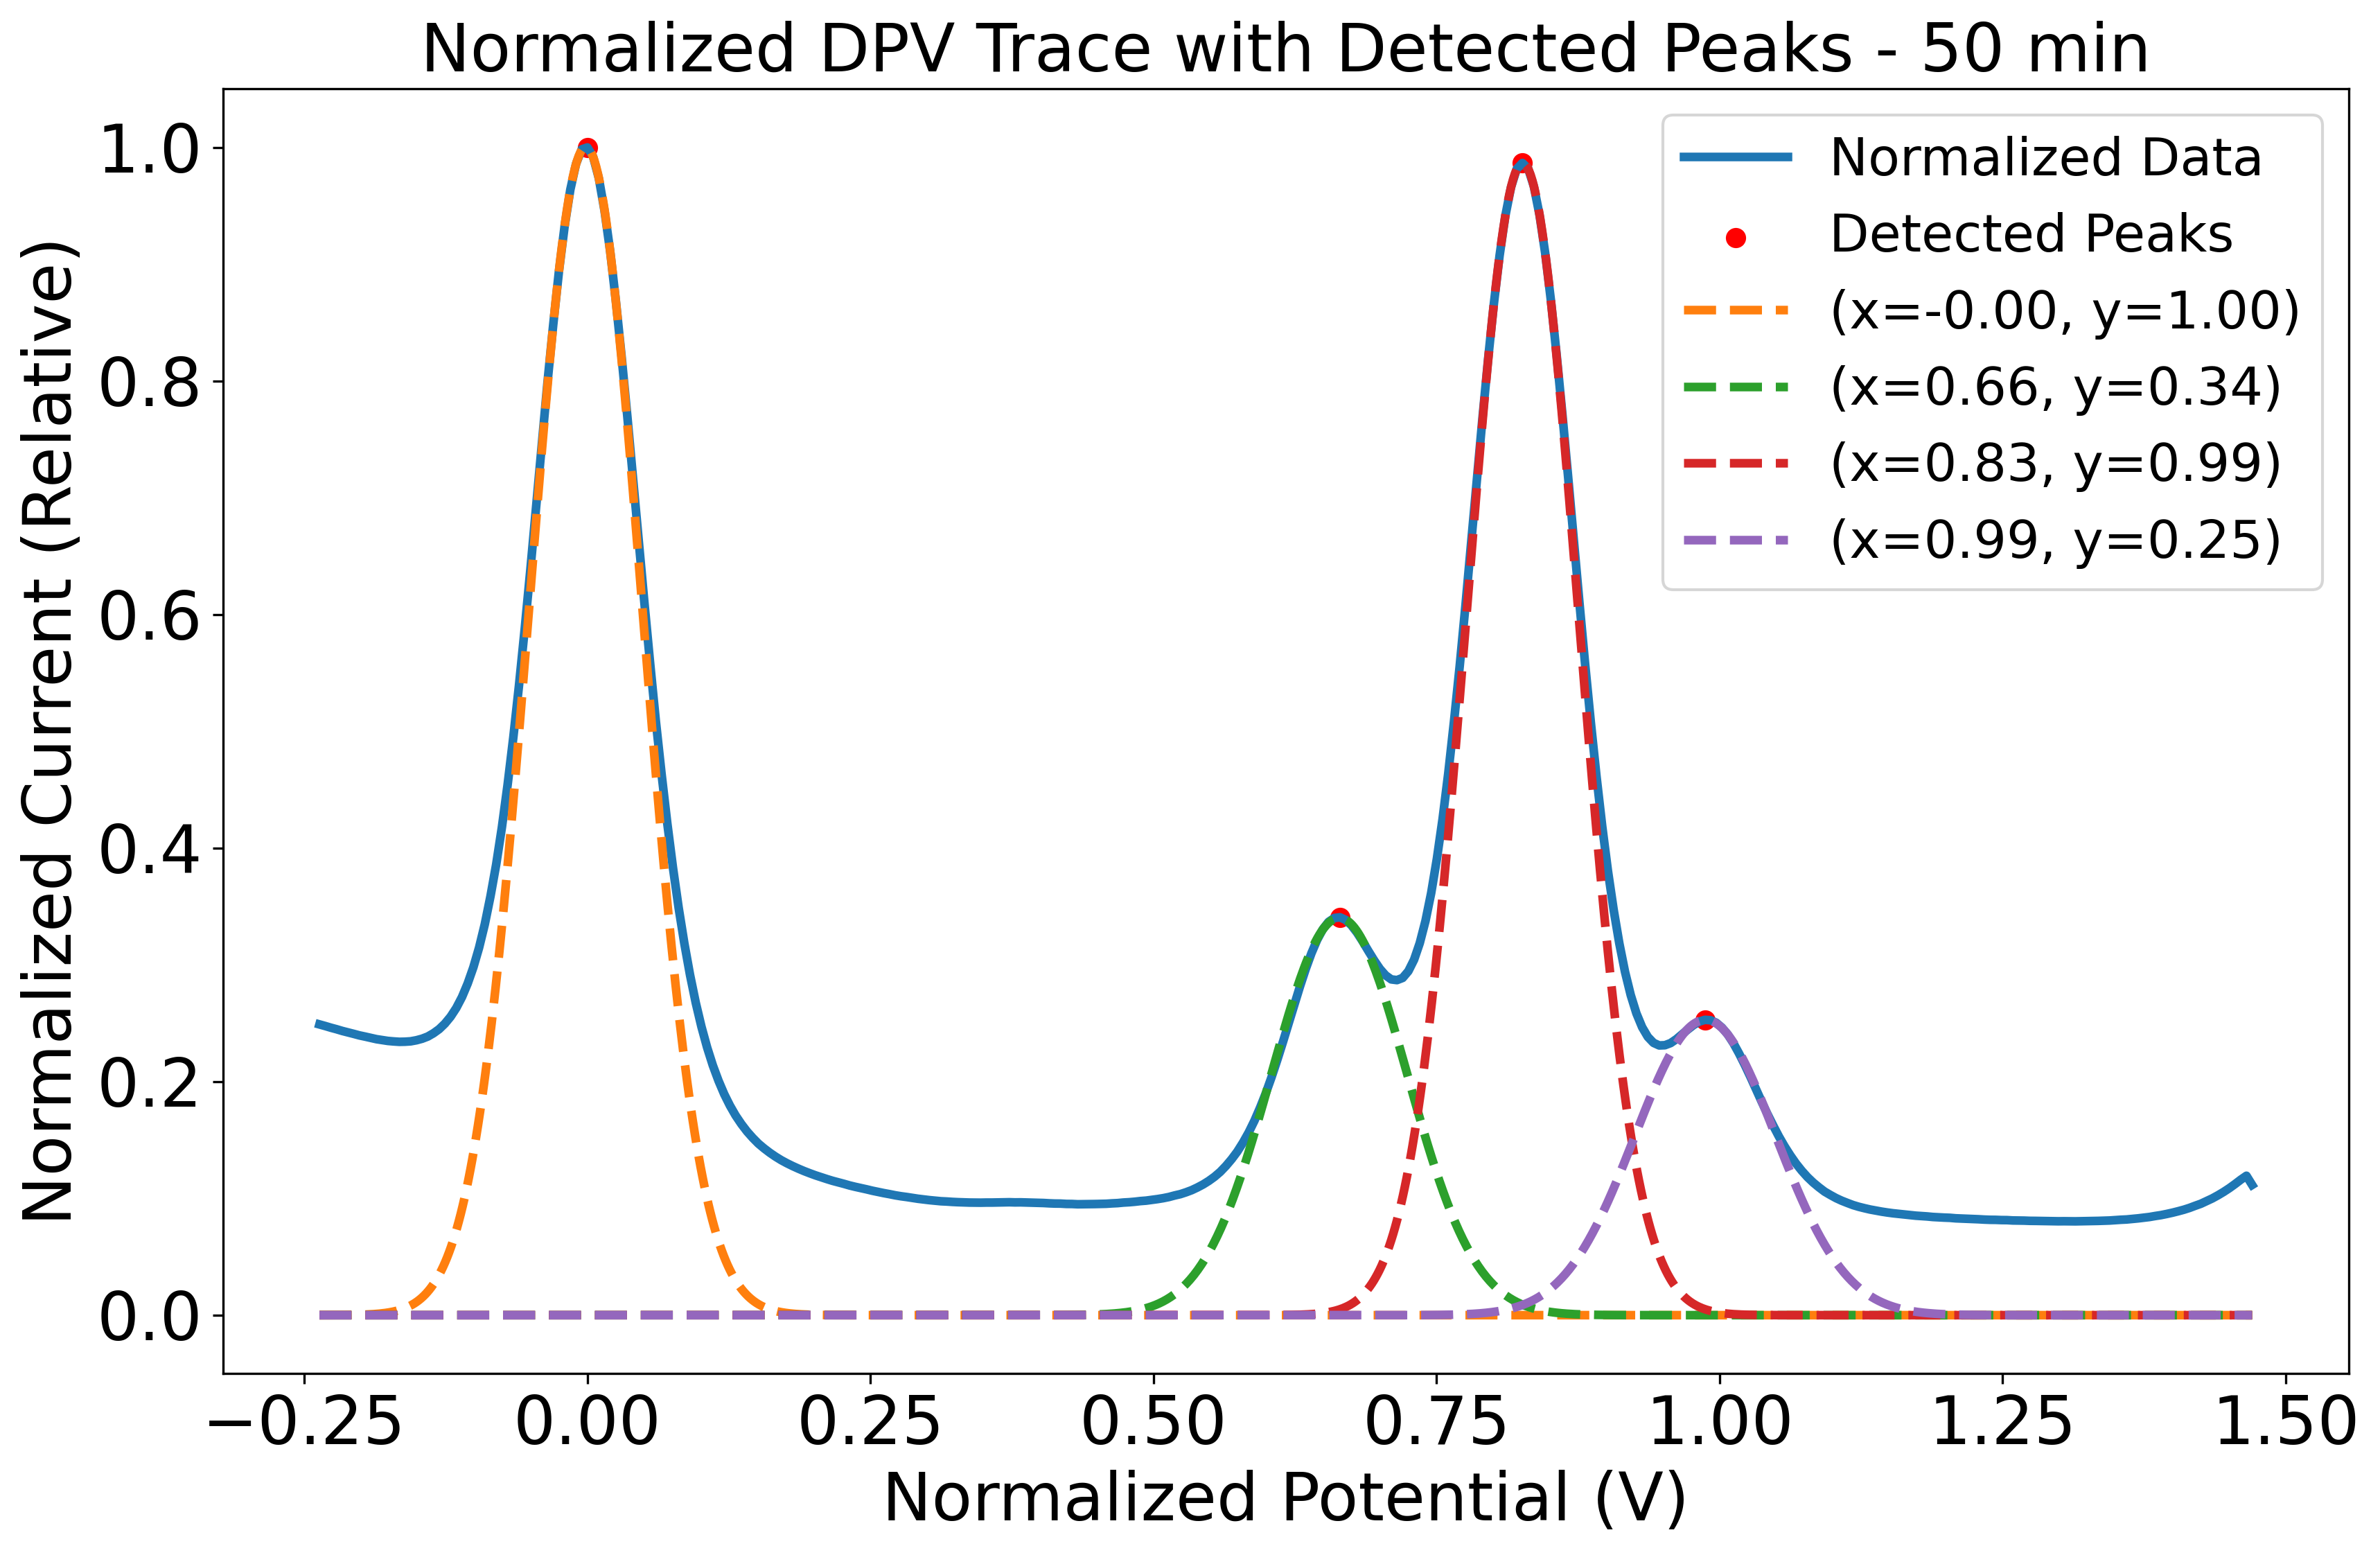 Normalized DPV Trace with Detected Peaks - 50 min
Normalized Current (Relative)
1.0
0.8
0.6
0.4
0.2
0.0
Normalized Data
Detected Peaks
(x=-0.00, y=1.00)
(x=0.66, y=0.34)
(x=0.83, y=0.99)
(x=0.99, y=0.25)
−0.25 0.00 0.25 0.50 0.75 1.00 1.25 1.50
Normalized Potential (V)